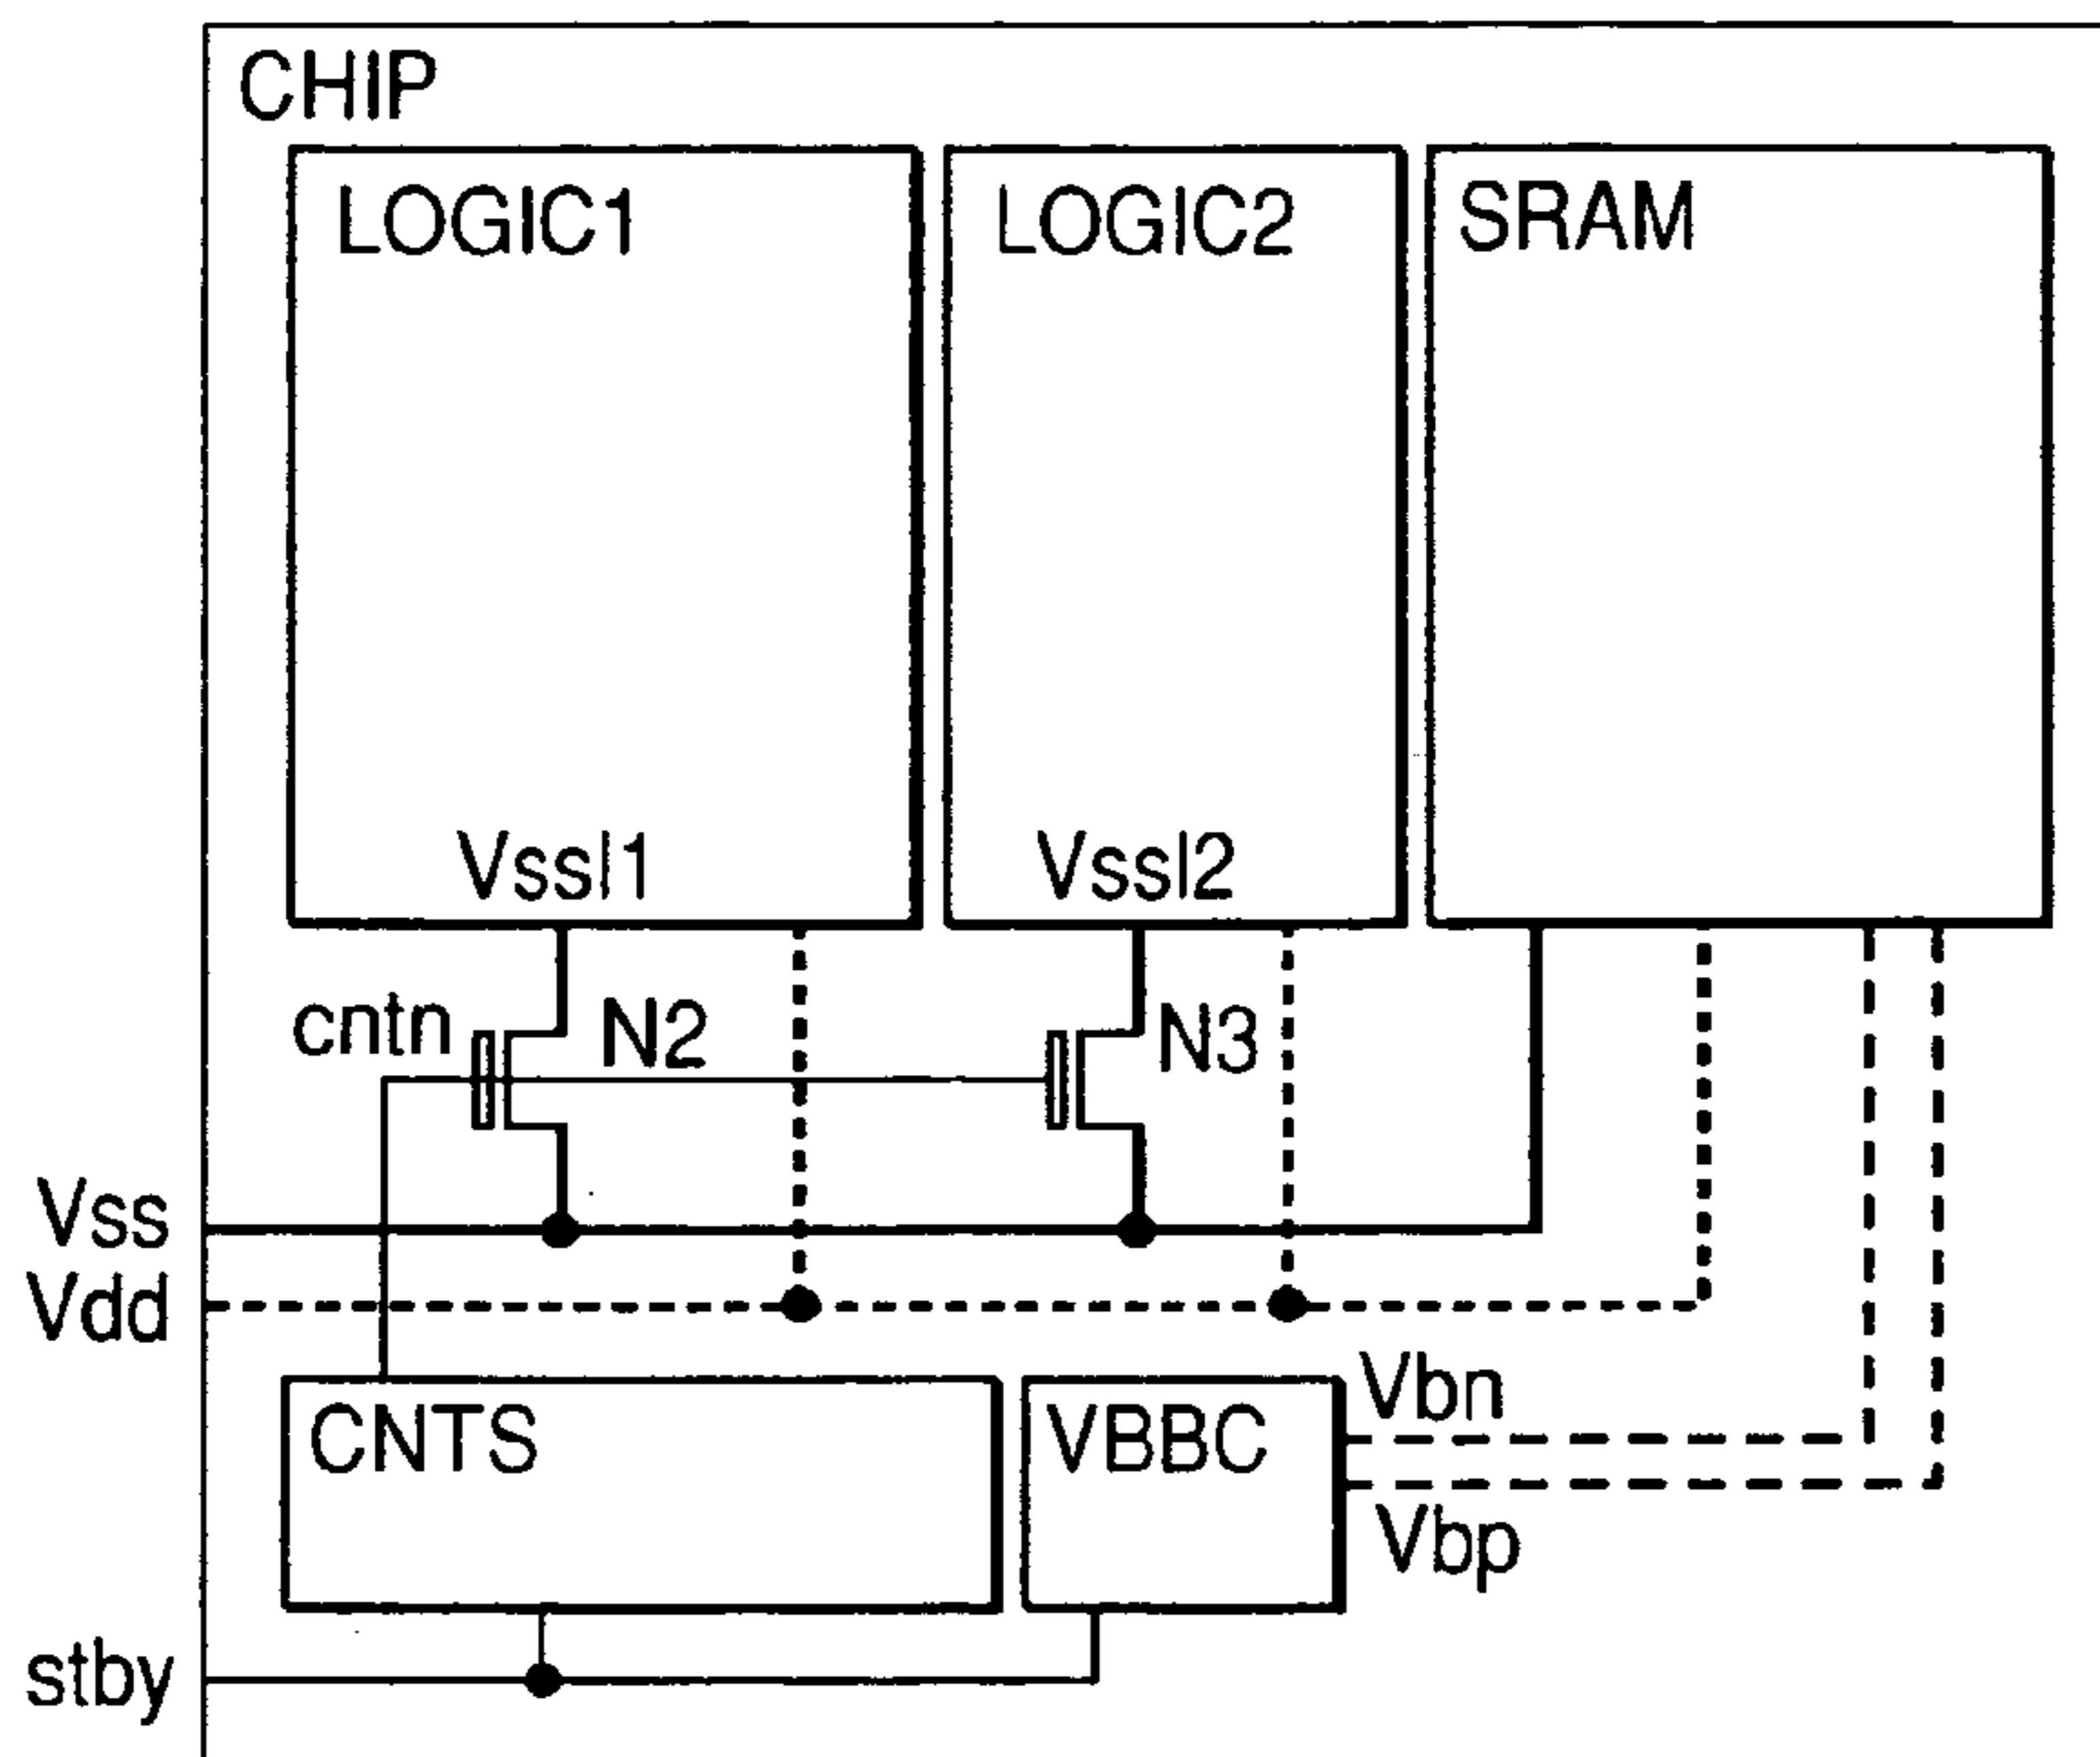 CHIP
LOGIC1
LOGIC2
SRAM
Vssl1
Vssl2
cntn
N2
N3
Vss
Vdd
CNTS
VBBC
Vbn
Vbp
stby